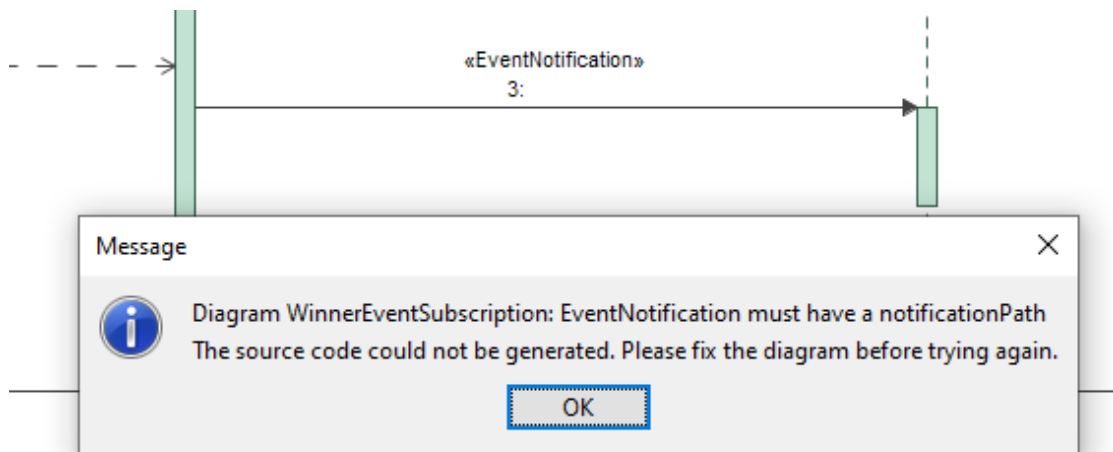 «EventNotification»
3:
Message
Diagram WinnerEventSubscription: EventNotification must have a notificationPath
The source code could not be generated. Please fix the diagram before trying again.
OK